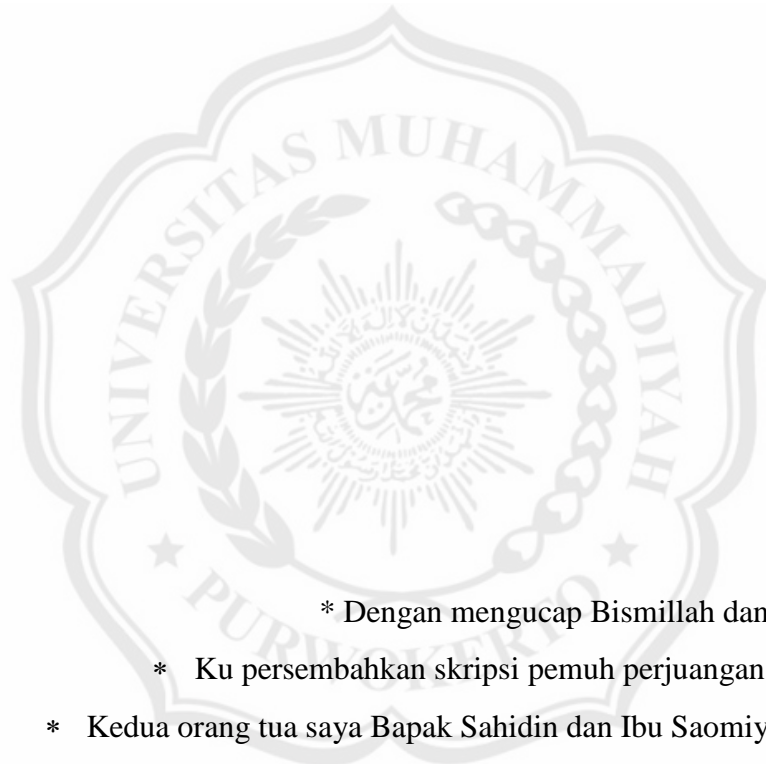 UNIVERSITAS MUHAMMADIYAH
PURWOKERTO
* Dengan mengucap Bismillah dan
* Ku persembahkan skripsi pemuh perjuangan
* Kedua orang tua saya Bapak Sahidin dan Ibu Saomiy